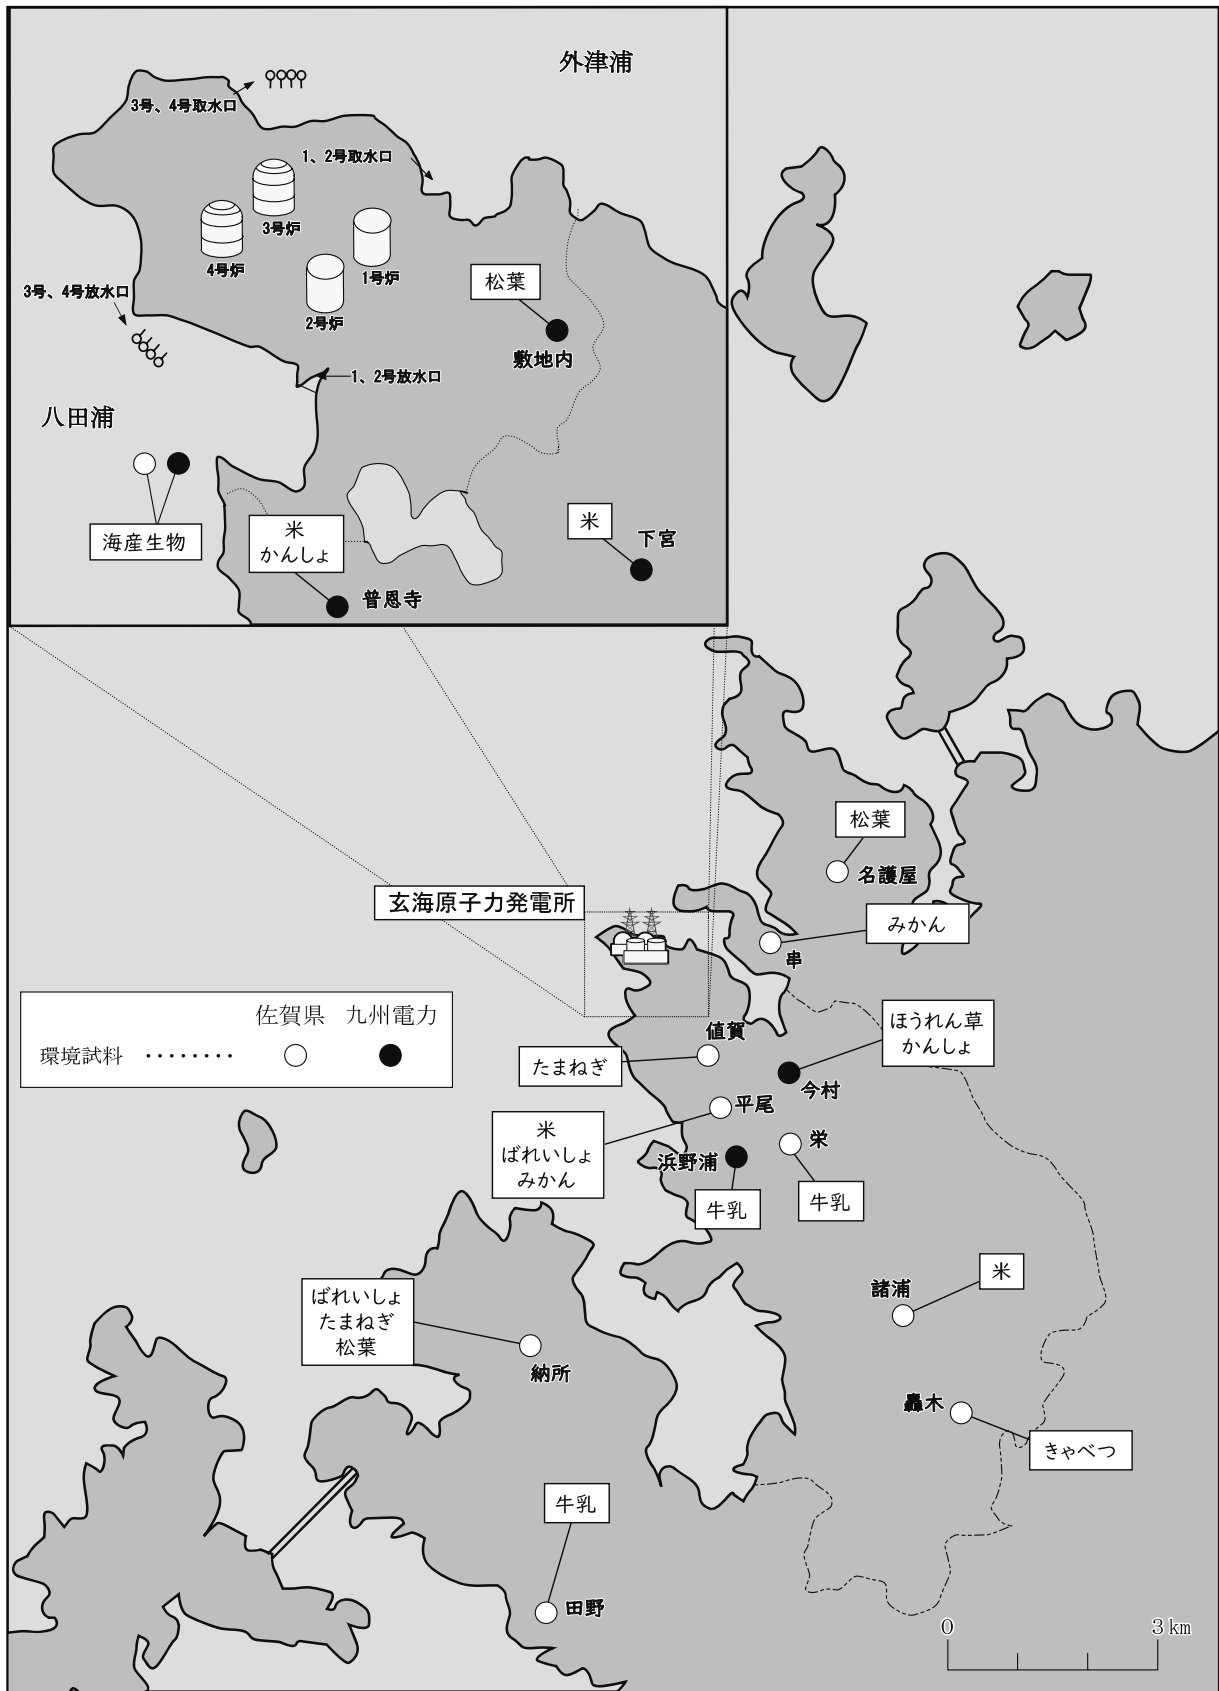 外津浦
3号、4号取水口
1、2号取水口
3号炉
4号炉
1号炉
2号炉
松葉
敷地内
3号、4号放水口
1、2号放水口
八田浦
海産生物
米
かんしょ
普恩寺
米
下宮
松葉
名護屋
玄海原子力発電所
みかん
串
佐賀県 九州電力
環境試料 ‥‥‥‥
値賀
たまねぎ
ほうれん草
かんしょ
今村
平尾
米
ばれいしょ
みかん
栄
牛乳
浜野浦
牛乳
諸浦
米
ばれいしょ
たまねぎ
松葉
納所
轟木
きゃべつ
牛乳
田野
0 3km